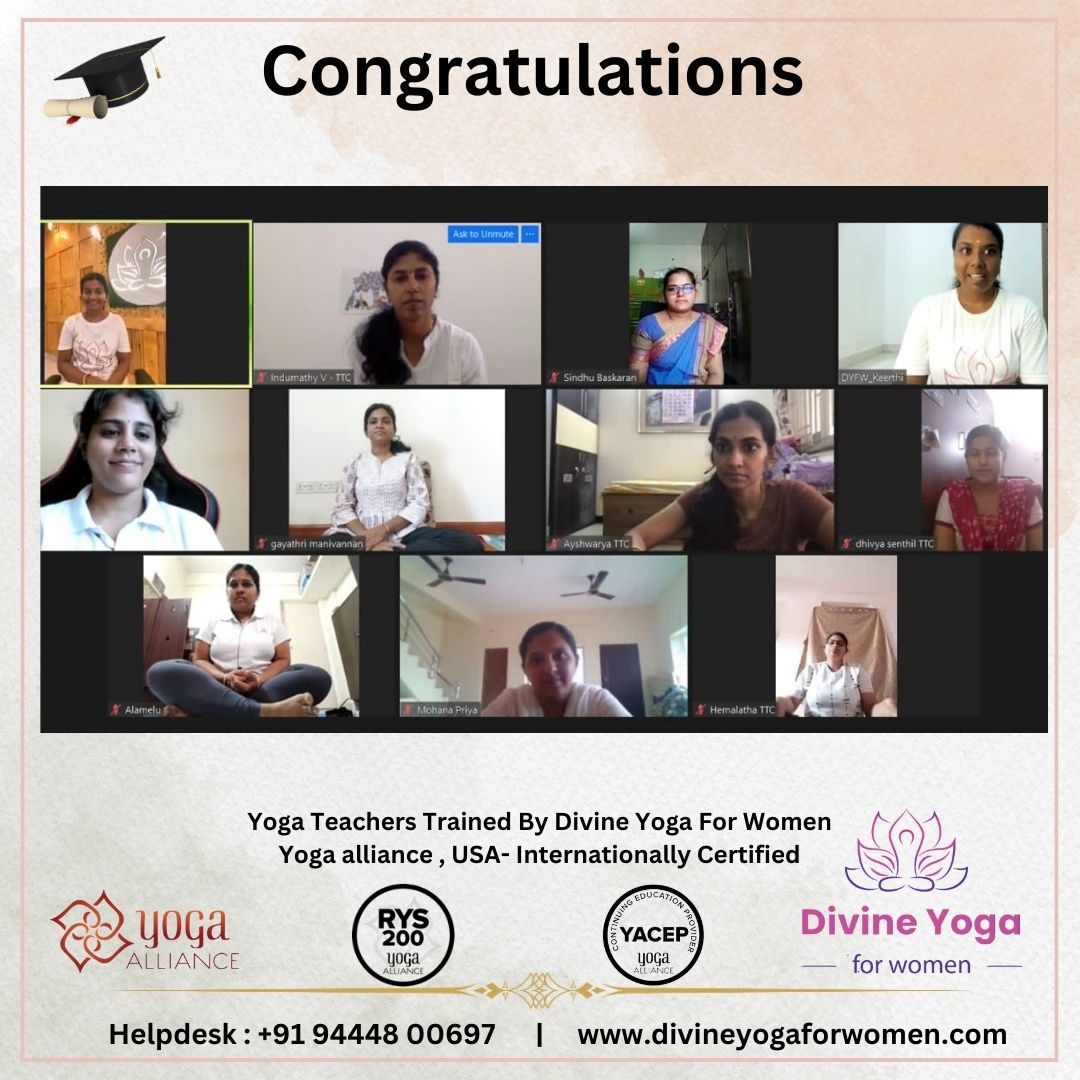 Congratulations
Ask to Unmute
Indumathy V - TTC
Sindhu Baskaran
DYFW_Keerthi
gayathri manivannan
Ayshwarya TTC
dhivya senthil TTC
Alamelu
Mohana Priya
Hemalatha TTC
Yoga Teachers Trained By Divine Yoga For Women
Yoga alliance , USA- Internationally Certified
yoga
ALLIANCE
RYS
200
yoga
ALLIANCE
CONTINUING EDUCATION PROVIDER
YACEP
yoga
ALLIANCE
Divine Yoga
for women
Helpdesk : +91 94448 00697 | www.divineyogaforwomen.com